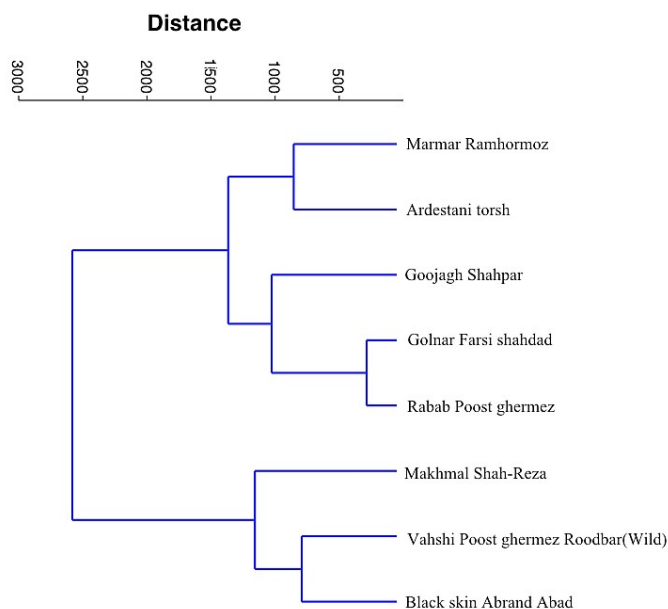 Distance
3000 2500 2000 1500 1000 500
Marmar Ramhormoz
Ardestani torsh
Goojagh Shahpar
Golnar Farsi shahdad
Rabab Poost ghermez
Makhmal Shah-Reza
Vahshi Poost ghermez Roodbar(Wild)
Black skin Abrand Abad